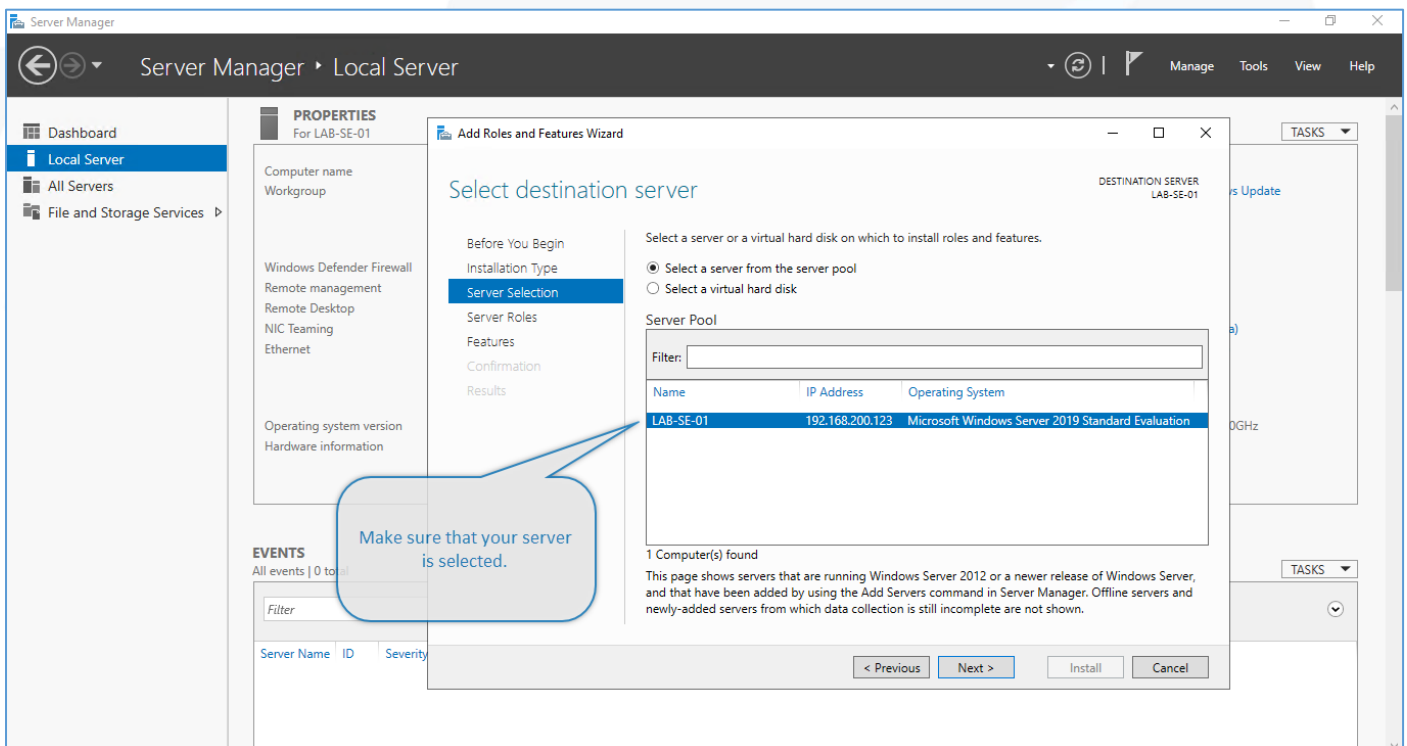 Server Manager
Server Manager • Local Server
Manage Tools View Help
Dashboard
Local Server
All Servers
File and Storage Services
PROPERTIES
For LAB-SE-01
TASKS
Computer name
Workgroup
Windows Defender Firewall
Remote management
Remote Desktop
NIC Teaming
Ethernet
Operating system version
Hardware information
Update
0GHz
EVENTS
All events | 0
TASKS
Filter
Server Name ID Severity
Add Roles and Features Wizard
Select destination server
DESTINATION SERVER
LAB-SE-01
Before You Begin
Installation Type
Server Selection
Server Roles
Features
Confirmation
Results
Select a server or a virtual hard disk on which to install roles and features.
Select a server from the server pool
Select a virtual hard disk
Server Pool
Filter:
Name IP Address Operating System
LAB-SE-01 192.168.200.123 Microsoft Windows Server 2019 Standard Evaluation
1 Computer(s) found
This page shows servers that are running Windows Server 2012 or a newer release of Windows Server,
and that have been added by using the Add Servers command in Server Manager. Offline servers and
newly-added servers from which data collection is still incomplete are not shown.
< Previous Next > Install Cancel
Make sure that your server
is selected.